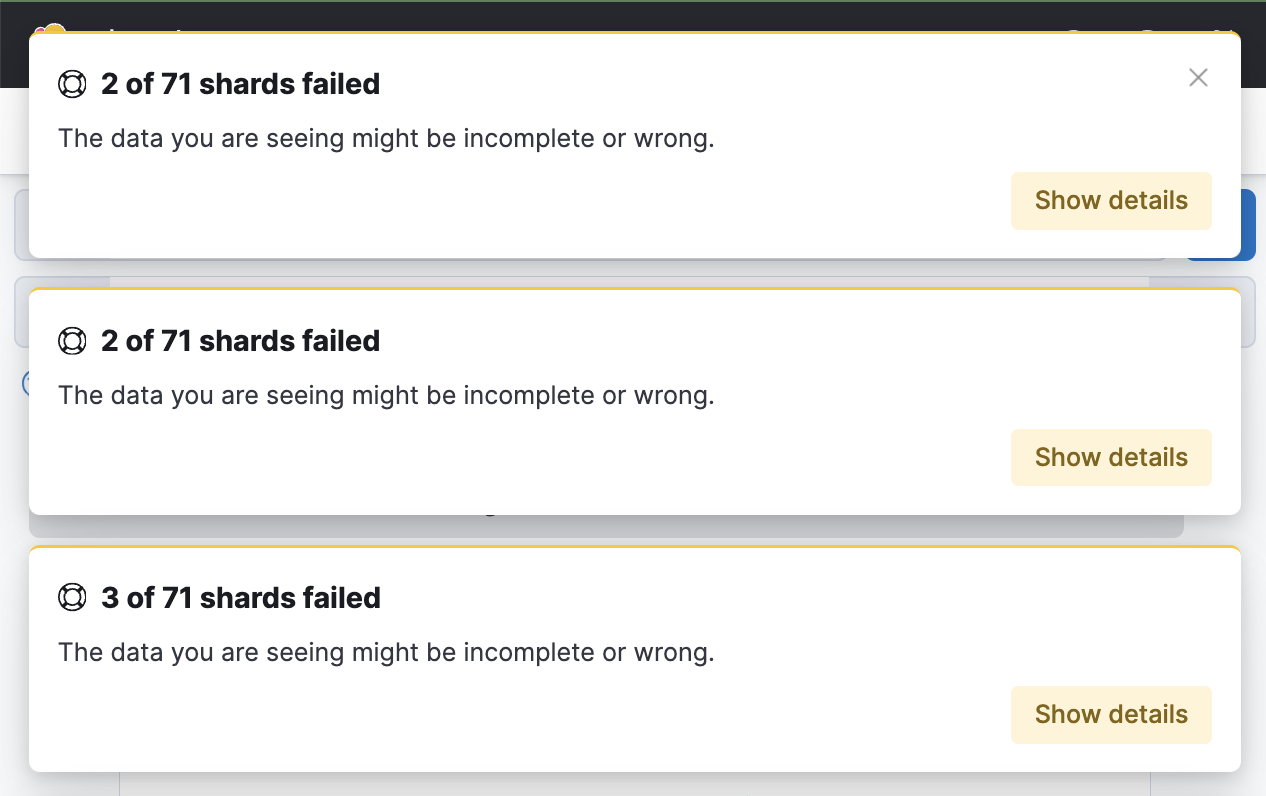 2 of 71 shards failed
The data you are seeing might be incomplete or wrong.
Show details
2 of 71 shards failed
The data you are seeing might be incomplete or wrong.
Show details
3 of 71 shards failed
The data you are seeing might be incomplete or wrong.
Show details